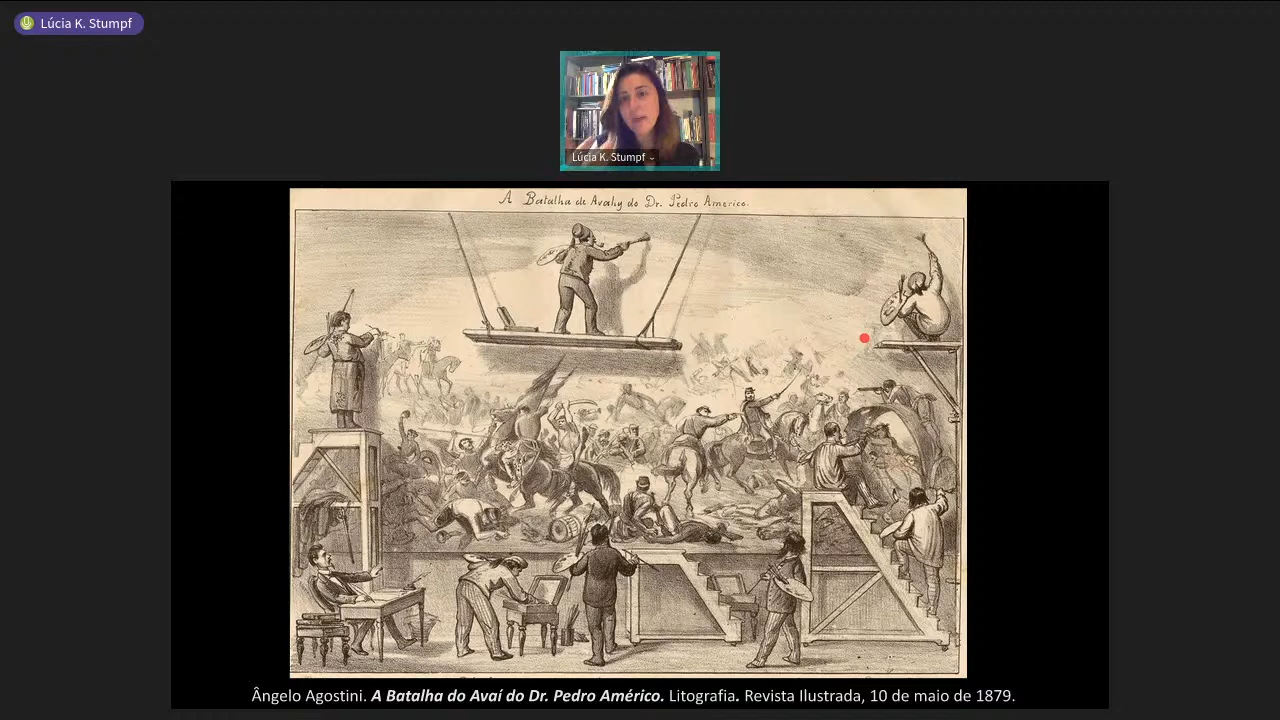 Lúcia K. Stumpf
Lúcia K. Stumpf
A Batalha de Avahy do Dr. Pedro Americo.
Ângelo Agostini. A Batalha do Avaí do Dr. Pedro Américo. Litografia. Revista Ilustrada, 10 de maio de 1879.